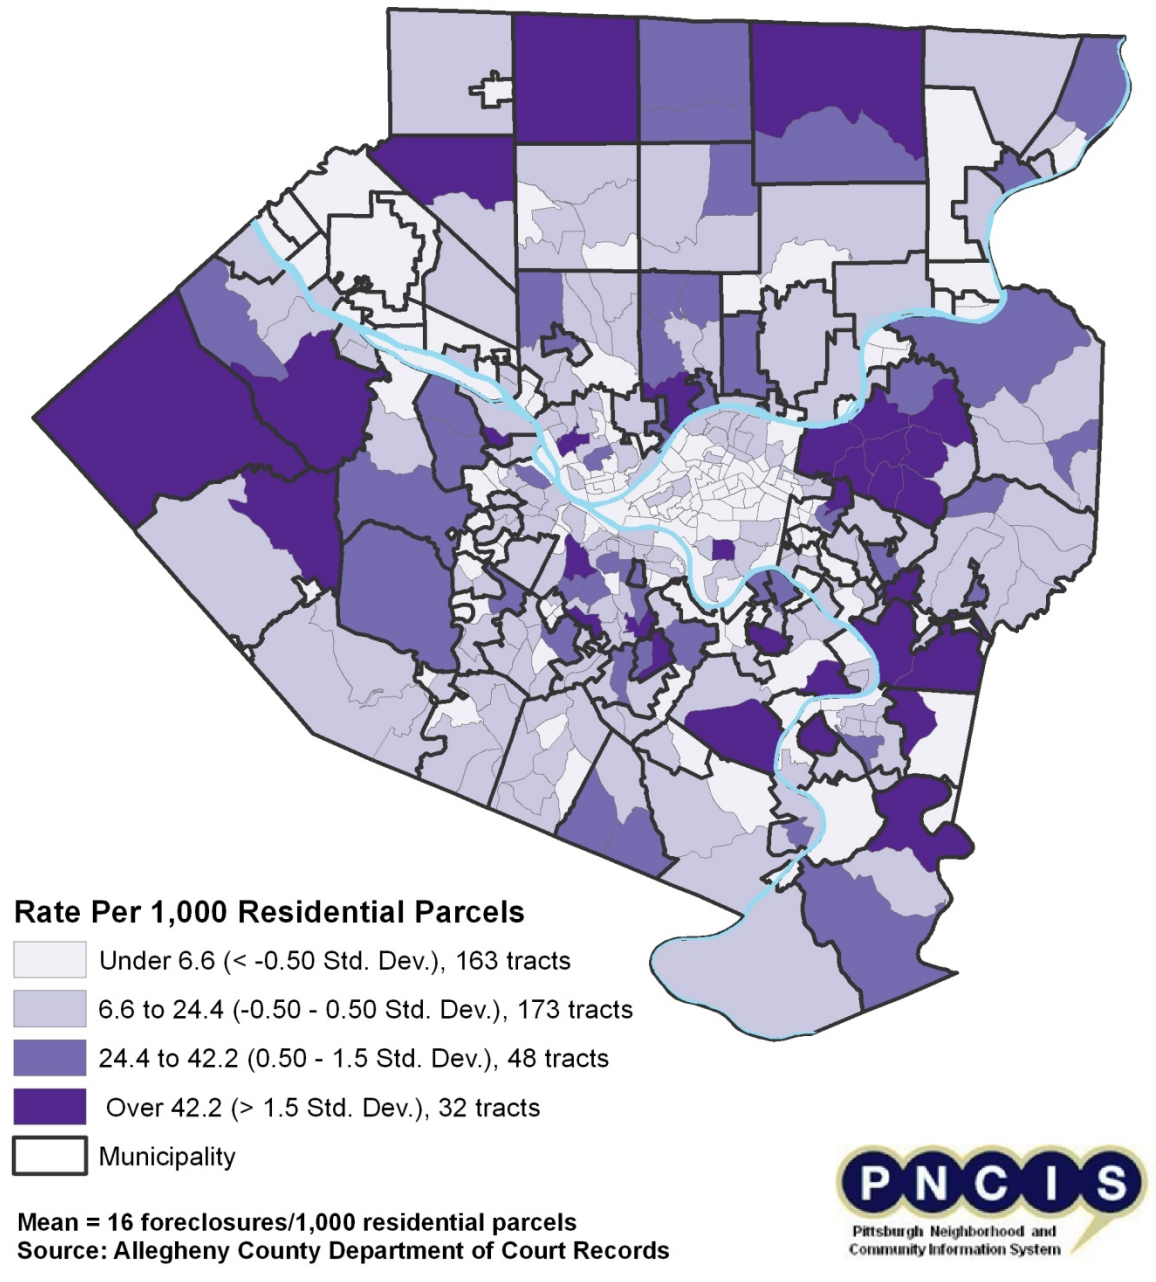 Rate Per 1,000 Residential Parcels
Under 6.6 (< -0.50 Std. Dev.), 163 tracts
6.6 to 24.4 (-0.50 - 0.50 Std. Dev.), 173 tracts
24.4 to 42.2 (0.50 - 1.5 Std. Dev.), 48 tracts
Over 42.2 (> 1.5 Std. Dev.), 32 tracts
Municipality
Mean = 16 foreclosures/1,000 residential parcels
Source: Allegheny County Department of Court Records
PNCIS
Pittsburgh Neighborhood and
Community Information System